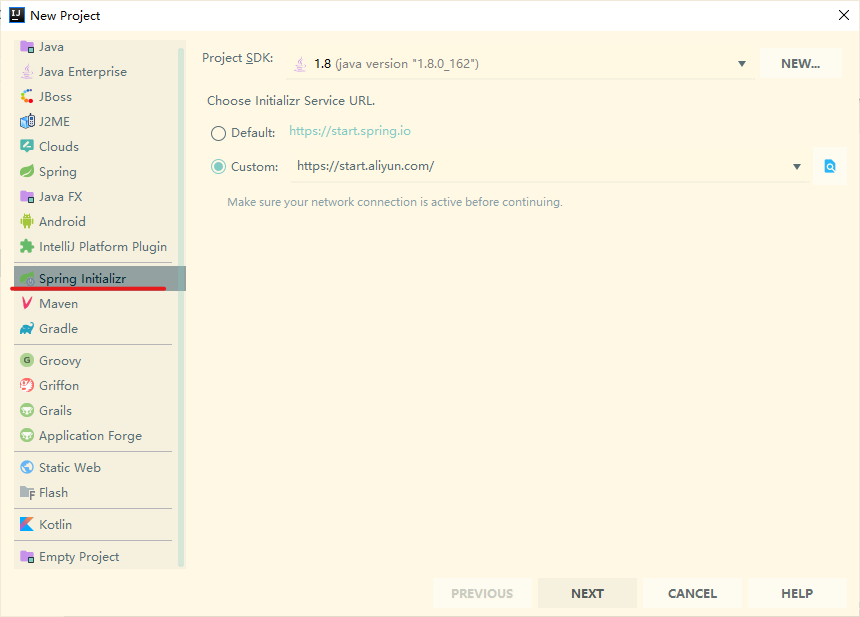 New Project
Java
Java Enterprise
JBoss
J2ME
Clouds
Spring
Java FX
Android
IntelliJ Platform Plugin
Spring Initializr
Maven
Gradle
Groovy
Griffon
Grails
Application Forge
Static Web
Flash
Kotlin
Empty Project
Project SDK: 1.8 (java version "1.8.0_162") NEW...
Choose Initializr Service URL.
Default: https://start.spring.io
Custom: https://start.aliyun.com/
Make sure your network connection is active before continuing.
PREVIOUS NEXT CANCEL HELP